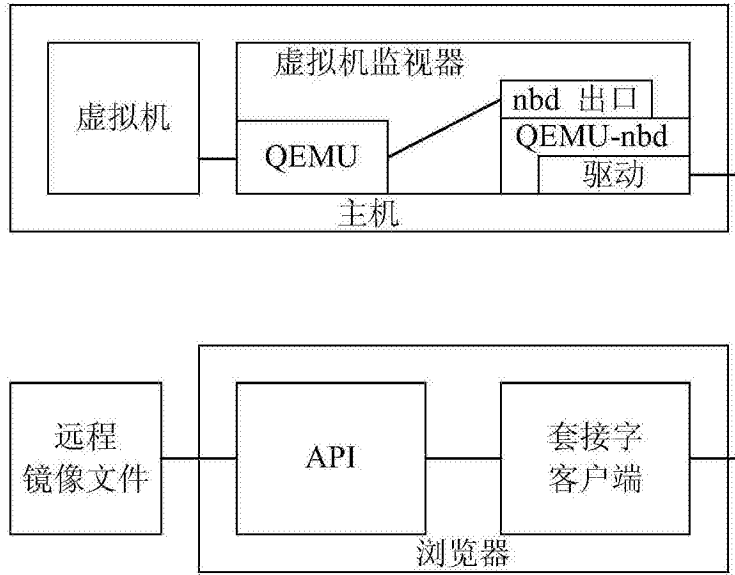 虚拟机监视器
虚拟机
nbd 出口
QEMU
QEMU-nbd
驱动
主机
远程
镜像文件
API
套接字
客户端
浏览器